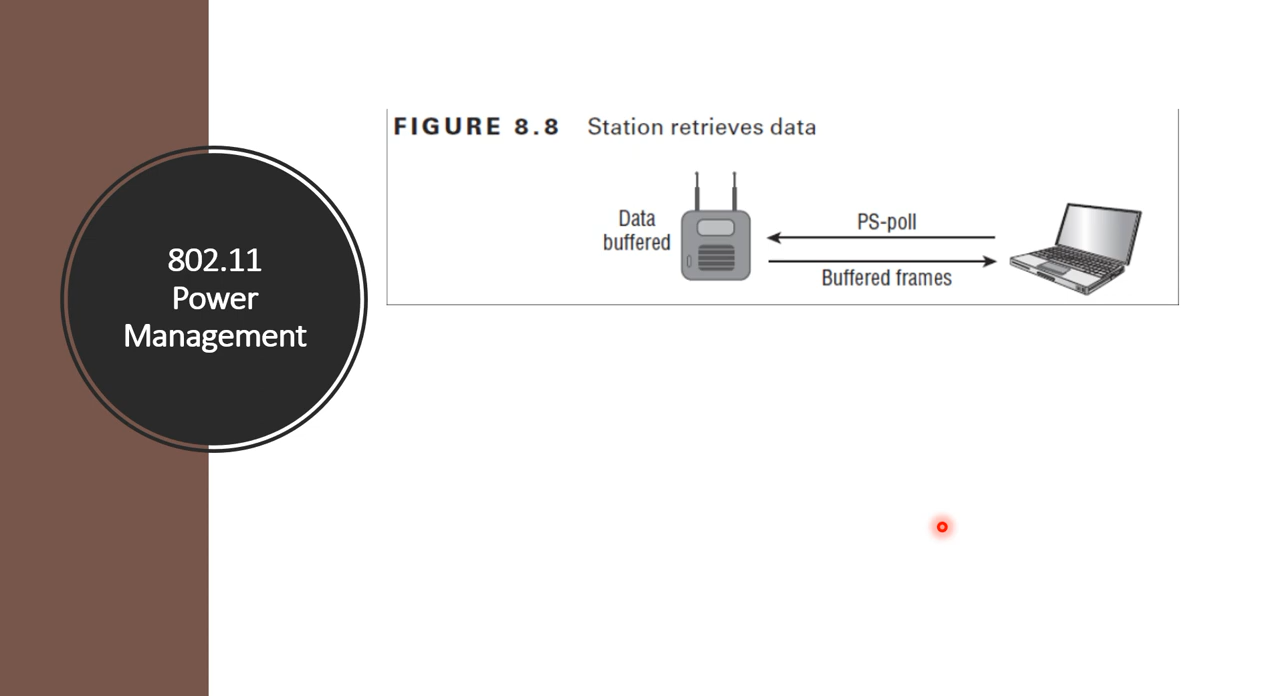 802.11
Power
Management
FIGURE 8.8 Station retrieves data
Data
buffered
PS-poll
Buffered frames